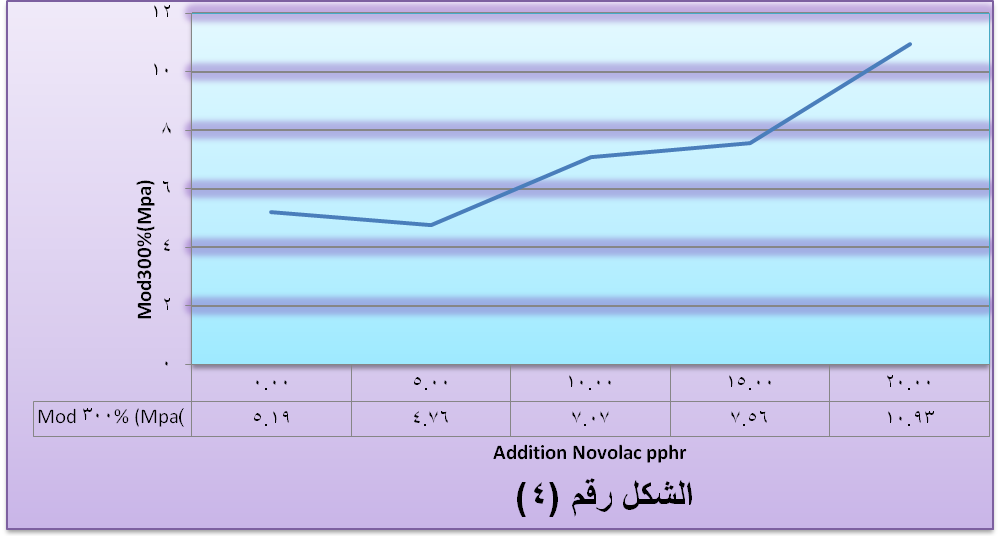 ١٢
١٠
٨
٦
٤
٢
٠
Mod300%(Mpa)
٠.٠٠ ٥.٠٠ ١٠.٠٠ ١٥.٠٠ ٢٠.٠٠
Mod ٣٠٠% (Mpa( ٥.١٩ ٤.٧٦ ٧.٠٧ ٧.٥٦ ١٠.٩٣
Addition Novolac pphr
الشكل رقم (٤)